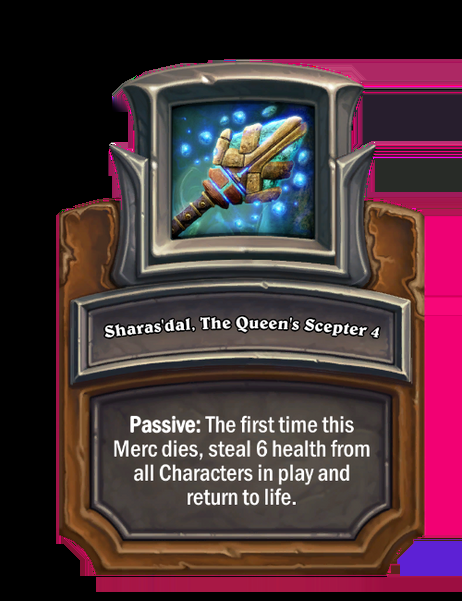 Sharas'dal, The Queen's Scepter 4
Passive: The first time this
Merc dies, steal 6 health from
all Characters in play and
return to life.